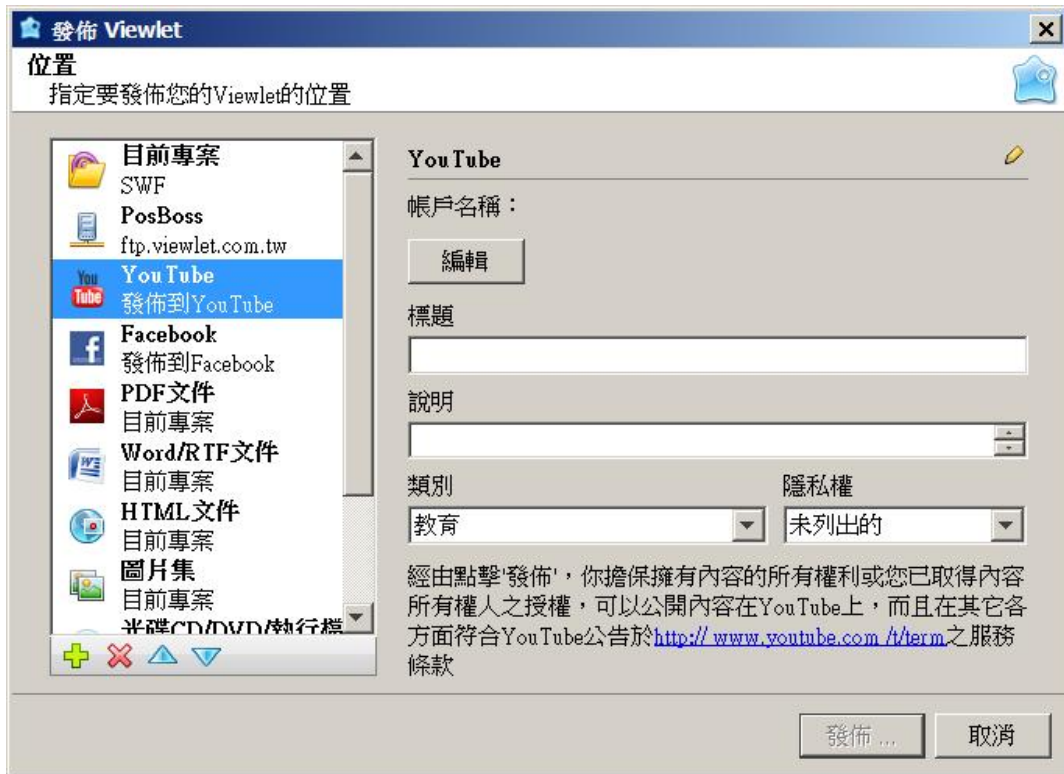 發佈 Viewlet
位置
指定要發佈您的Viewlet的位置
目前專案
SWF
PosBoss
ftp.viewlet.com.tw
You Tube
YouTube
發佈到YouTube
f
Facebook
發佈到Facebook
PDF文件
目前專案
W
Word/RTF文件
目前專案
HTML文件
目前專案
圖片集
目前專案
光碟CD/DVD/執行檔
YouTube
帳戶名稱：
編輯
標題
說明
類別
隱私權
教育
未列出的
經由點擊'發佈'，你擔保擁有內容的所有權利或您已取得內容
所有權人之授權，可以公開內容在YouTube上，而且在其它各
方面符合YouTube公告於http:// www.youtube.com /t/term之服務
條款
發佈 ...
取消